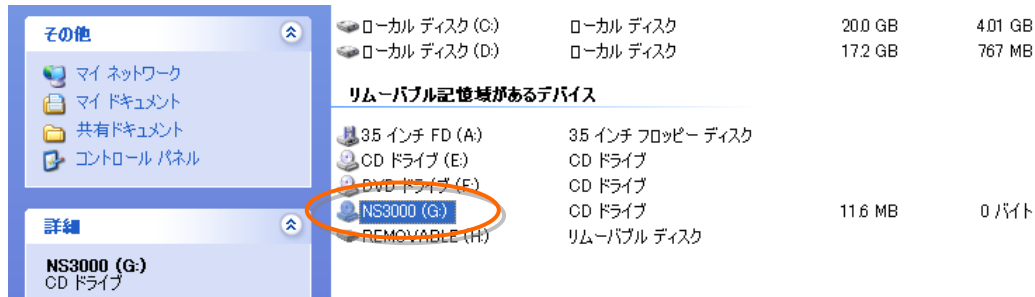 その他
マイ ネットワーク
マイ ドキュメント
共有ドキュメント
コントロール パネル
詳細
NS3000 (G:)
CD ドライブ
ローカル ディスク (C:) ローカル ディスク 20.0 GB 4.01 GB
ローカル ディスク (D:) ローカル ディスク 17.2 GB 767 MB
リムーバブル記憶域があるデバイス
3.5 インチ FD (A:) 3.5 インチ フロッピー ディスク
CD ドライブ (E:) CD ドライブ
DVD ドライブ (F:) CD ドライブ
NS3000 (G:) CD ドライブ 11.6 MB 0 バイト
REMOVABLE (H:) リムーバブル ディスク